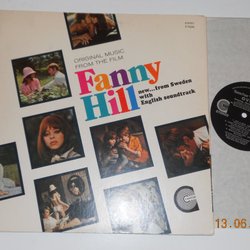 ORIGINAL MUSIC
FROM THE FILM
Fanny
Hill
new...from Sweden
with
English soundtrack
13.06